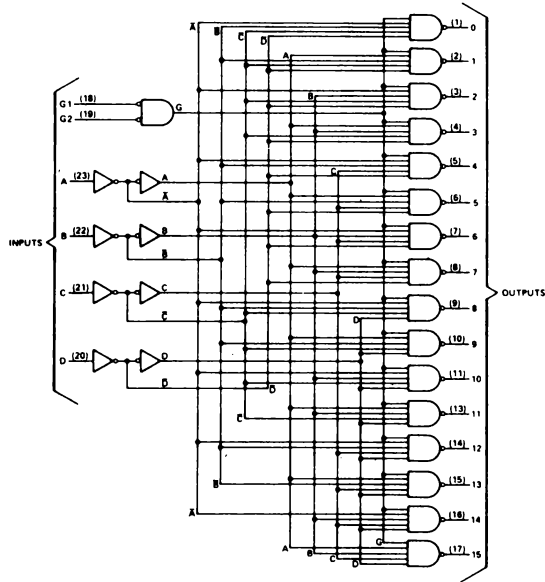 INPUTS
OUTPUTS
G1 (18)
G2 (19)
G
A (23) A
A̅
B (22) B
B̅
C (21) C
C̅
D (20) D
D̅
A̅
B̅
C̅
D̅
A
B
C
D
C̅
B̅
A̅
G
A
B
C
D
(1) 0
(2) 1
(3) 2
(4) 3
(5) 4
(6) 5
(7) 6
(8) 7
(9) 8
(10) 9
(11) 10
(13) 11
(14) 12
(15) 13
(16) 14
(17) 15